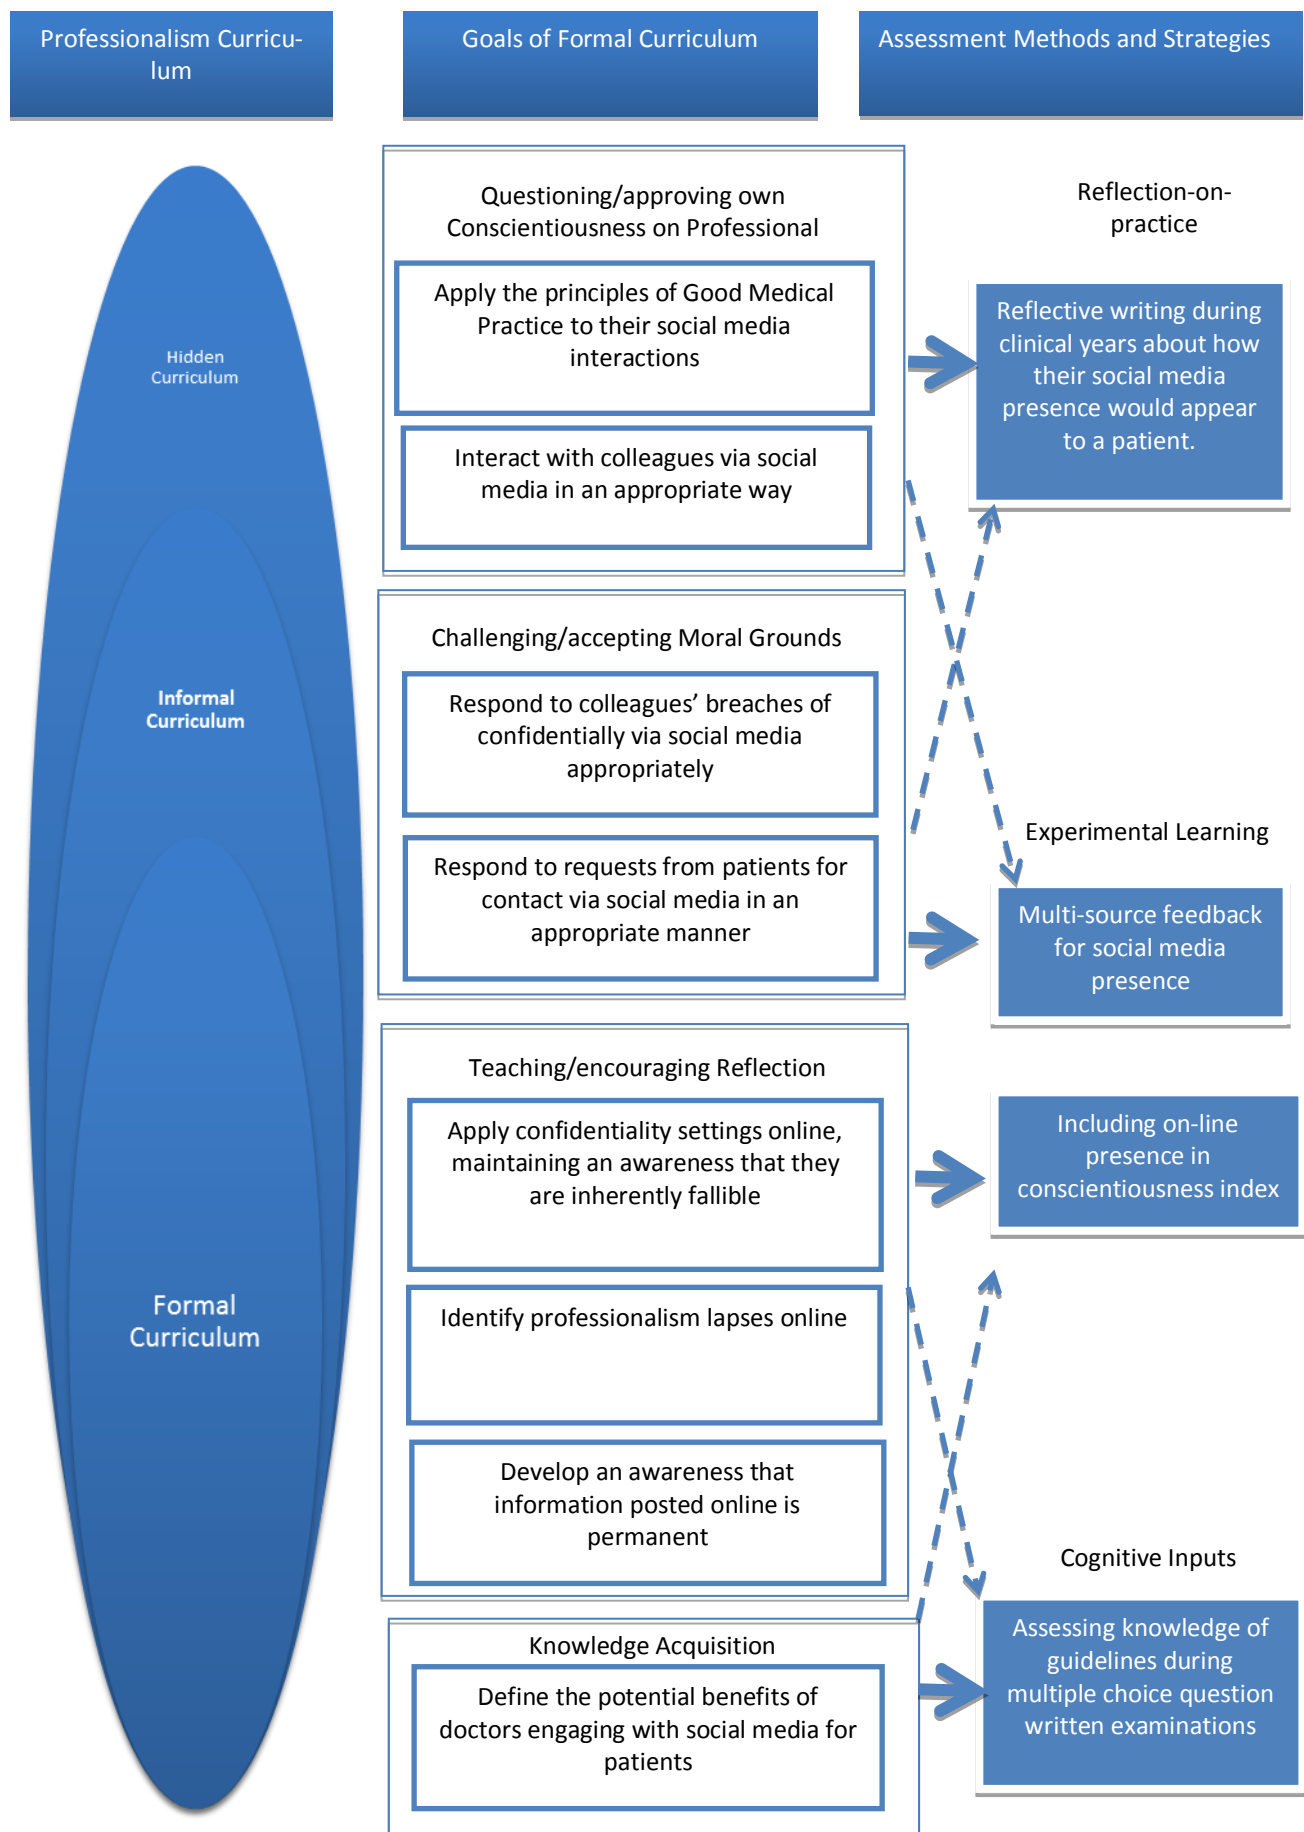 Professionalism Curricu-
lum
Goals of Formal Curriculum
Assessment Methods and Strategies
Hidden
Curriculum
Informal
Curriculum
Formal
Curriculum
Questioning/approving own
Conscientiousness on Professional
Apply the principles of Good Medical
Practice to their social media
interactions
Interact with colleagues via social
media in an appropriate way
Challenging/accepting Moral Grounds
Respond to colleagues’ breaches of
confidentially via social media
appropriately
Respond to requests from patients for
contact via social media in an
appropriate manner
Teaching/encouraging Reflection
Apply confidentiality settings online,
maintaining an awareness that they
are inherently fallible
Identify professionalism lapses online
Develop an awareness that
information posted online is
permanent
Knowledge Acquisition
Define the potential benefits of
doctors engaging with social media for
patients
Reflection-on-
practice
Reflective writing during
clinical years about how
their social media
presence would appear
to a patient.
Experimental Learning
Multi-source feedback
for social media
presence
Including on-line
presence in
conscientiousness index
Cognitive Inputs
Assessing knowledge of
guidelines during
multiple choice question
written examinations